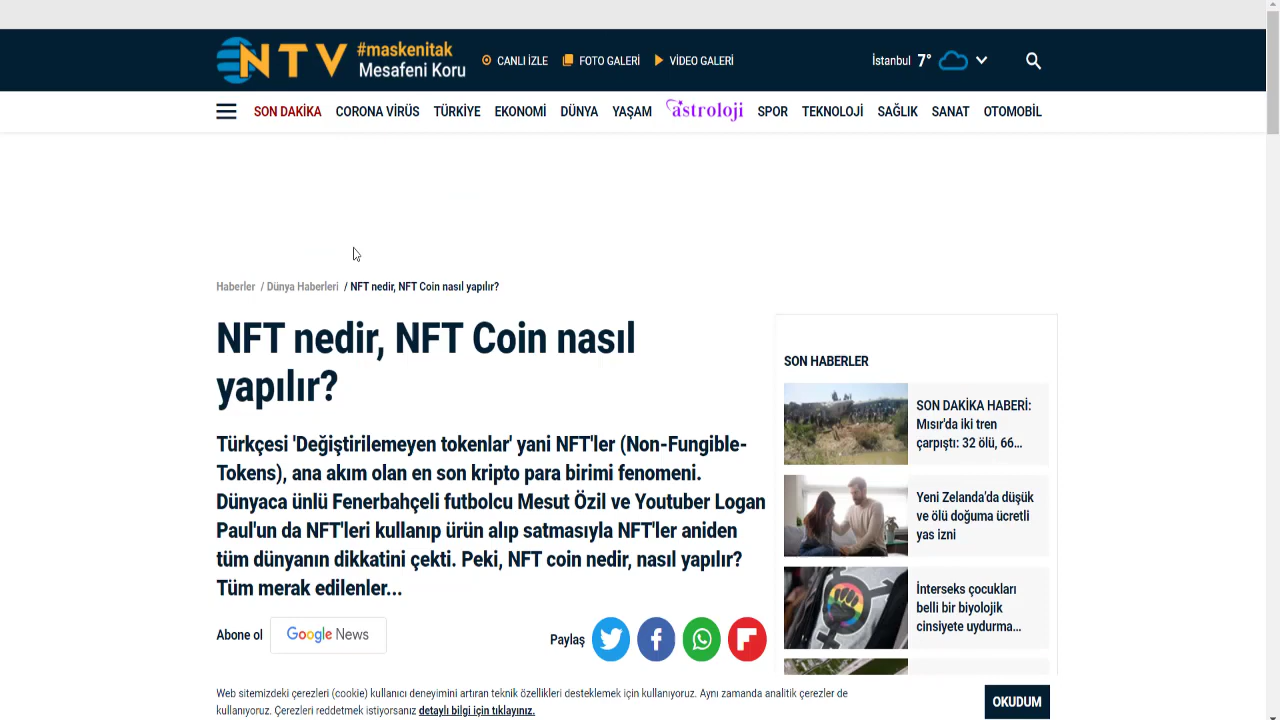 NTV
#maskenitak
Mesafeni Koru
CANLI İZLE
FOTO GALERİ
VİDEO GALERİ
İstanbul 7°
SON DAKİKA
CORONA VİRÜS
TÜRKİYE
EKONOMİ
DÜNYA
YAŞAM
astroloji
SPOR
TEKNOLOJİ
SAĞLIK
SANAT
OTOMOBİL
Haberler / Dünya Haberleri / NFT nedir, NFT Coin nasıl yapılır?
NFT nedir, NFT Coin nasıl
yapılır?
Türkçesi 'Değiştirilemeyen tokenlar' yani NFT'ler (Non-Fungible-
Tokens), ana akım olan en son kripto para birimi fenomeni.
Dünyaca ünlü Fenerbahçeli futbolcu Mesut Özil ve Youtuber Logan
Paul'un da NFT'leri kullanıp ürün alıp satmasıyla NFT'ler aniden
tüm dünyanın dikkatini çekti. Peki, NFT coin nedir, nasıl yapılır?
Tüm merak edilenler...
Abone ol
Google News
Paylaş
SON HABERLER
SON DAKİKA HABERİ:
Mısır'da iki tren
çarpıştı: 32 ölü, 66...
Yeni Zelanda'da düşük
ve ölü doğuma ücretli
yas izni
İnterseks çocukları
belli bir biyolojik
cinsiyete uydurma...
Web sitemizdeki çerezleri (cookie) kullanıcı deneyimini artıran teknik özellikleri desteklemek için kullanıyoruz. Aynı zamanda analitik çerezler de
kullanıyoruz. Çerezleri reddetmek istiyorsanız detaylı bilgi için tıklayınız.
OKUDUM